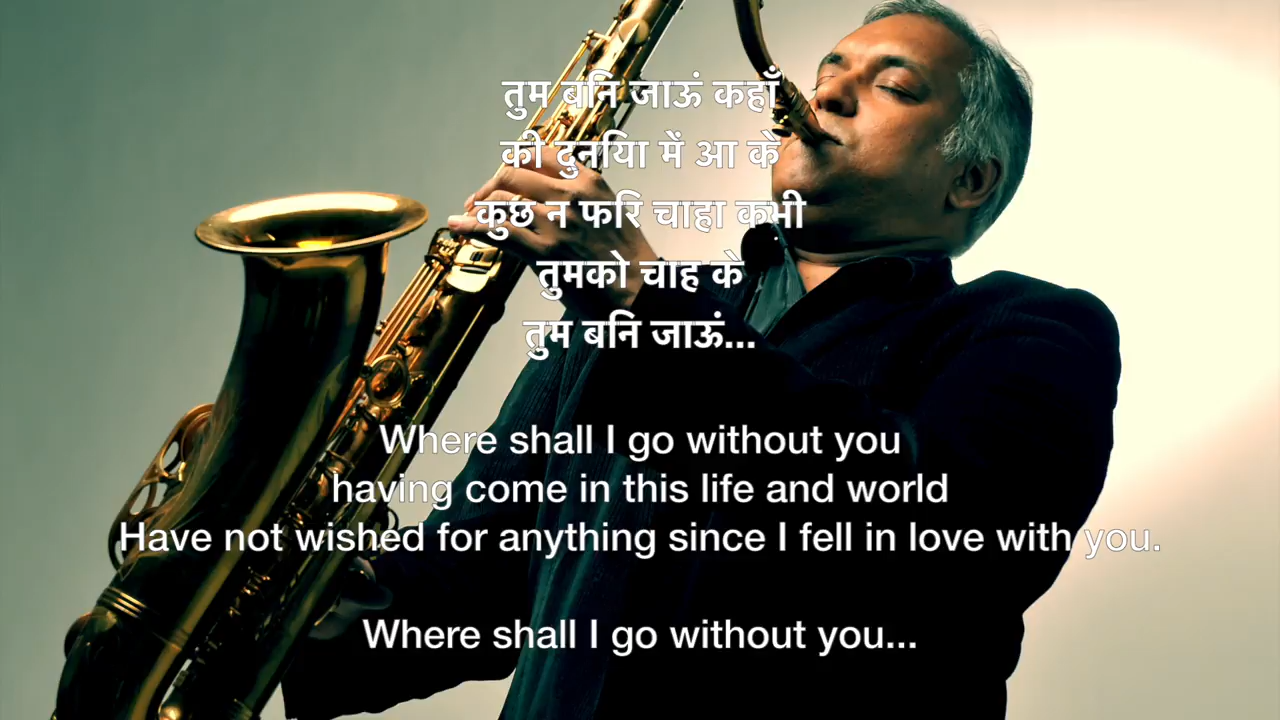 तुम बनि जाऊं कहाँ
की दुनयिा में आ के
कुछ न फरि चाहा कभी
तुमको चाह के
तुम बनि जाऊं...
Where shall I go without you
having come in this life and world
Have not wished for anything since I fell in love with you.
Where shall I go without you...